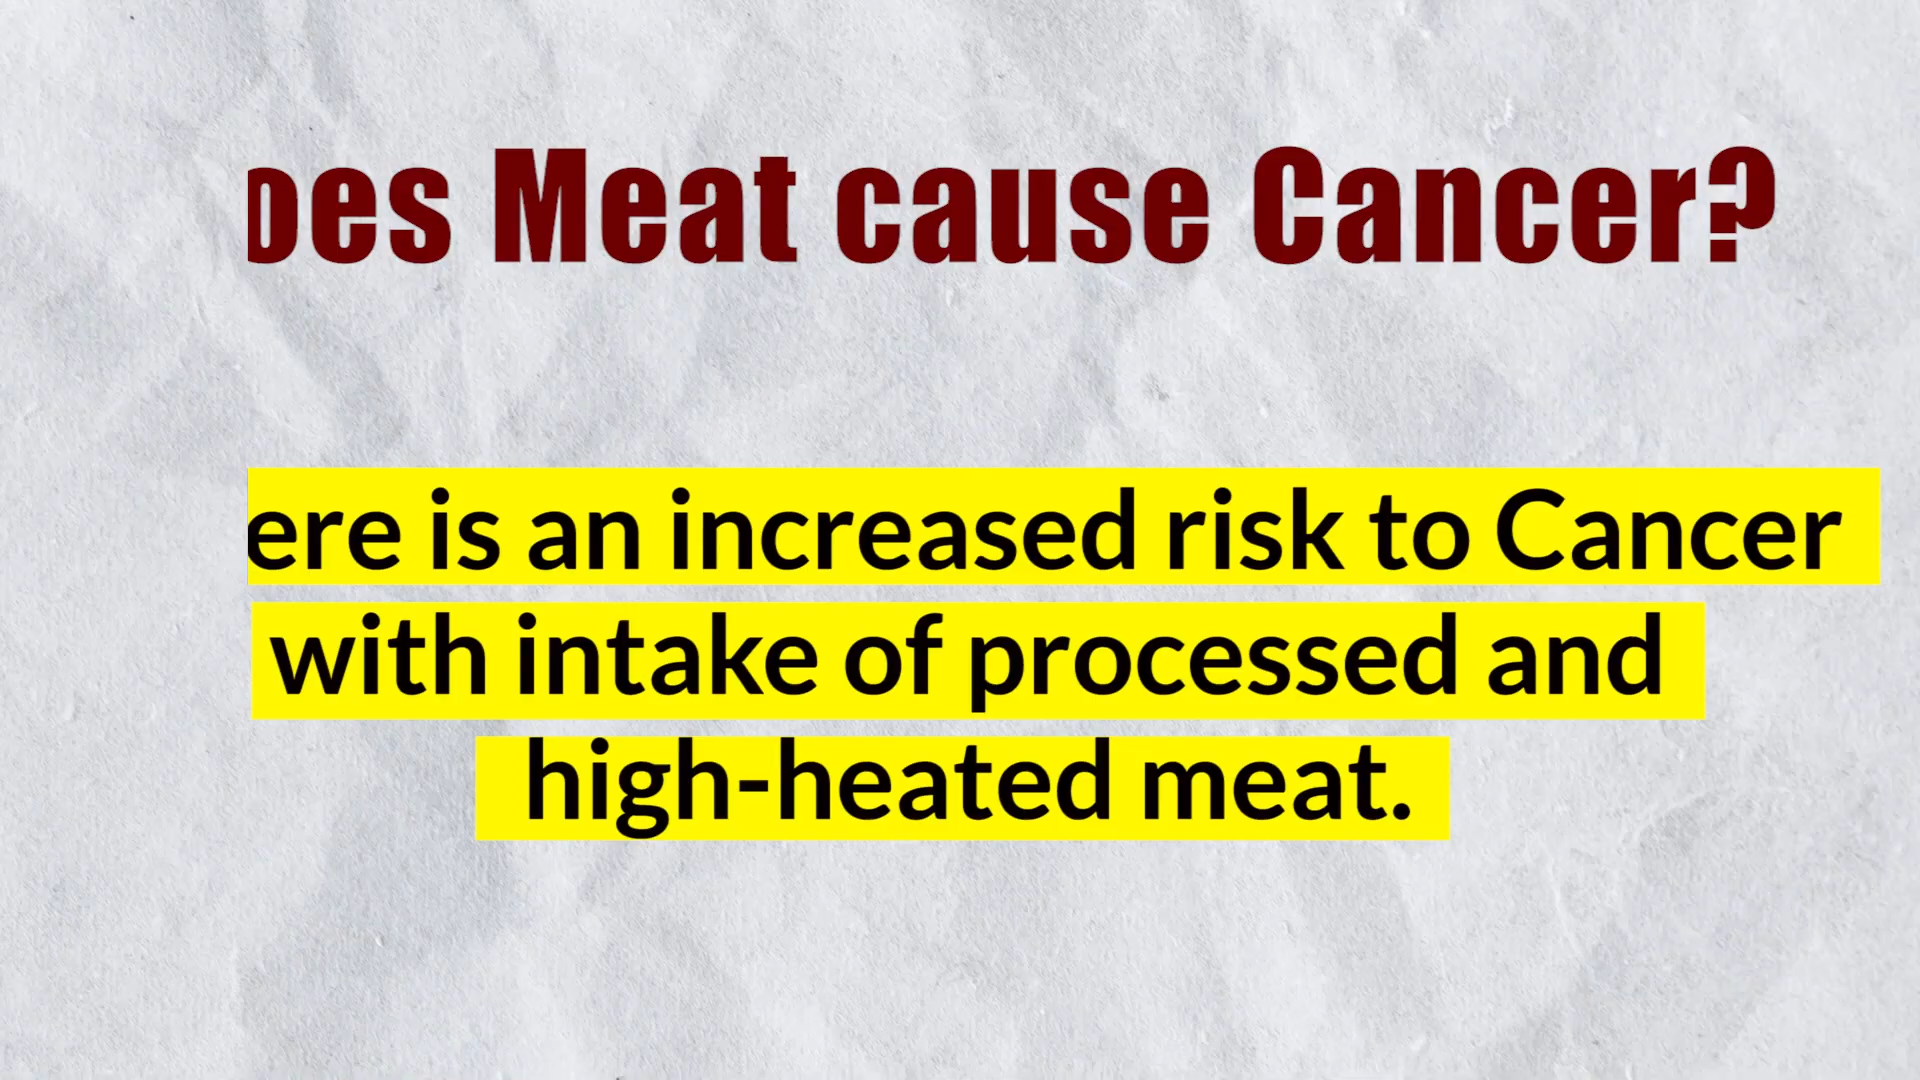 oes Meat cause Cancer?
ere is an increased risk to Cancer
with intake of processed and
high-heated meat.